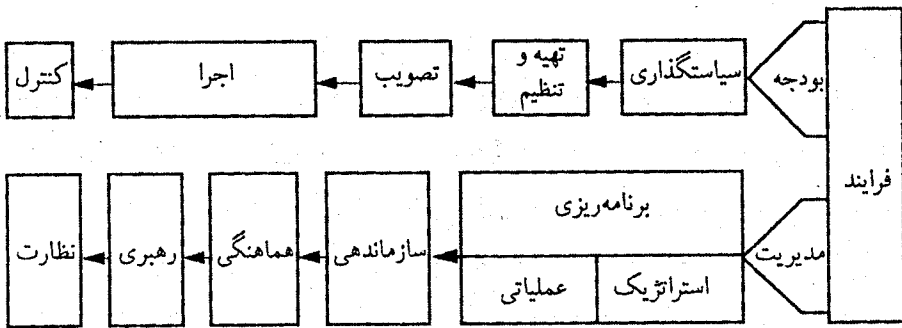 فرایند
بودجه
سیاستگذاری
تهیه و
تنظیم
تصویب
اجرا
کنترل
مدیریت
برنامه‌ریزی
استراتژیک
عملیاتی
سازماندهی
هماهنگی
رهبری
نظارت